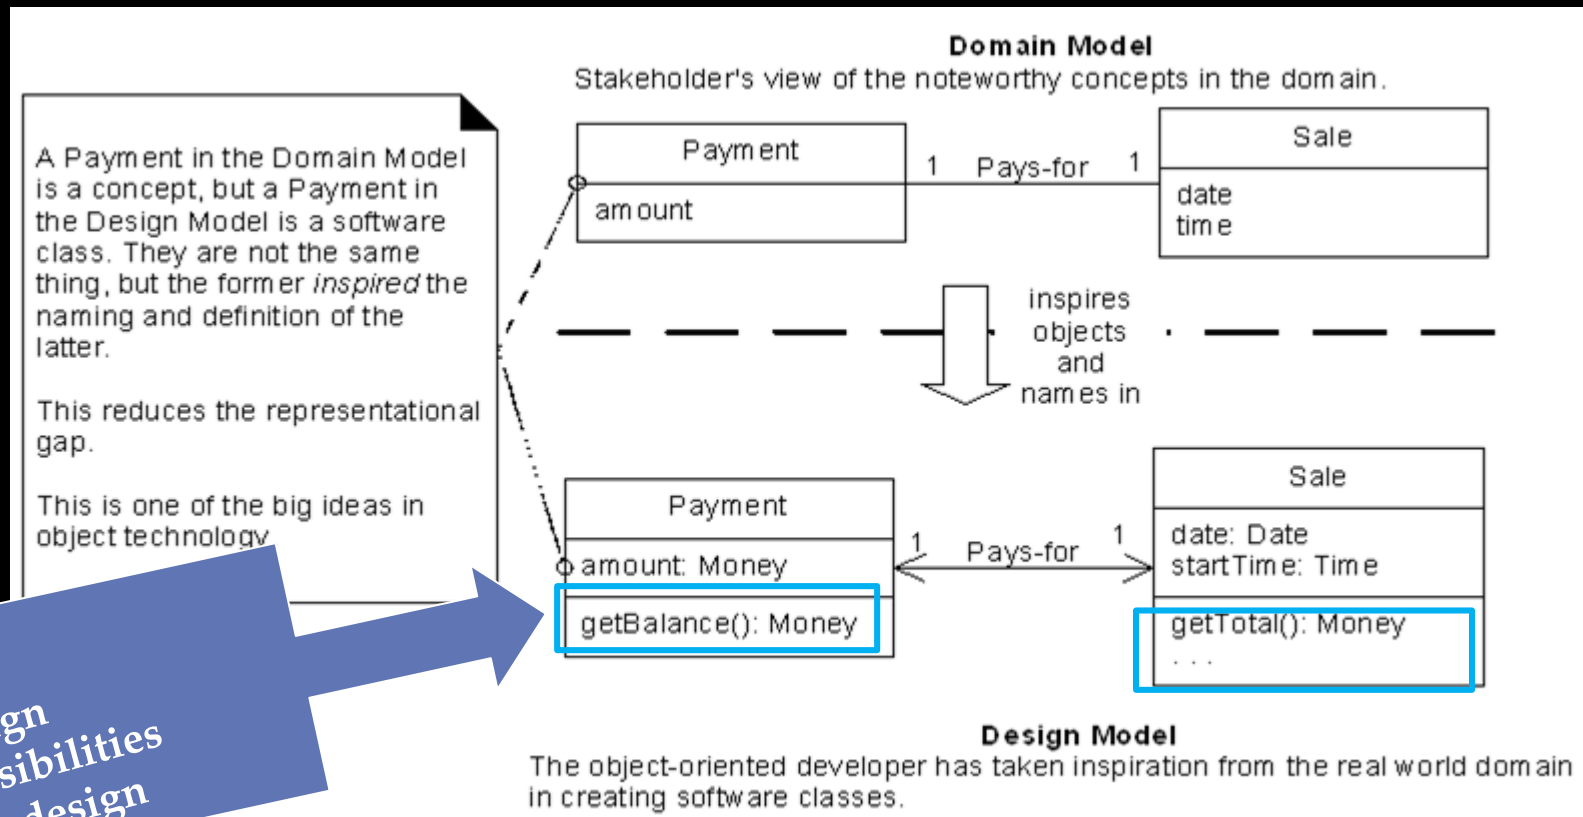 Domain Model
Stakeholder's view of the noteworthy concepts in the domain.
A Payment in the Domain Model
is a concept, but a Payment in
the Design Model is a software
class. They are not the same
thing, but the former inspired the
naming and definition of the
latter.
This reduces the representational
gap.
This is one of the big ideas in
object technology
Payment
amount
1 Pays-for 1
Sale
date
time
inspires
objects
and
names in
Payment
amount: Money
getBalance(): Money
1 Pays-for 1
Sale
date: Date
startTime: Time
getTotal(): Money
. . .
design
Design Model
The object-oriented developer has taken inspiration from the real world domain
in creating software classes.